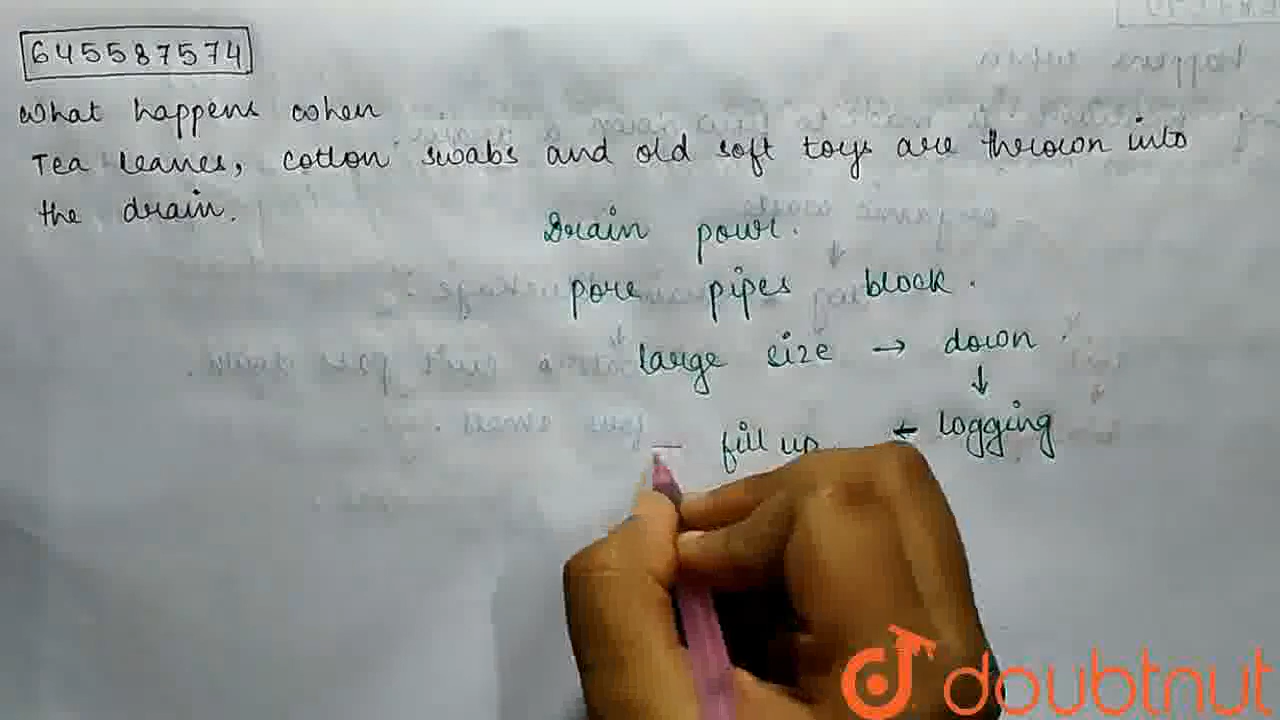 645587574
What happens when
Tea leaves, cotton swabs and old soft toys are thrown into
the drain.
Drain pour.
pore pipes block.
large size → down
↓
fill up ← logging
doubtnut